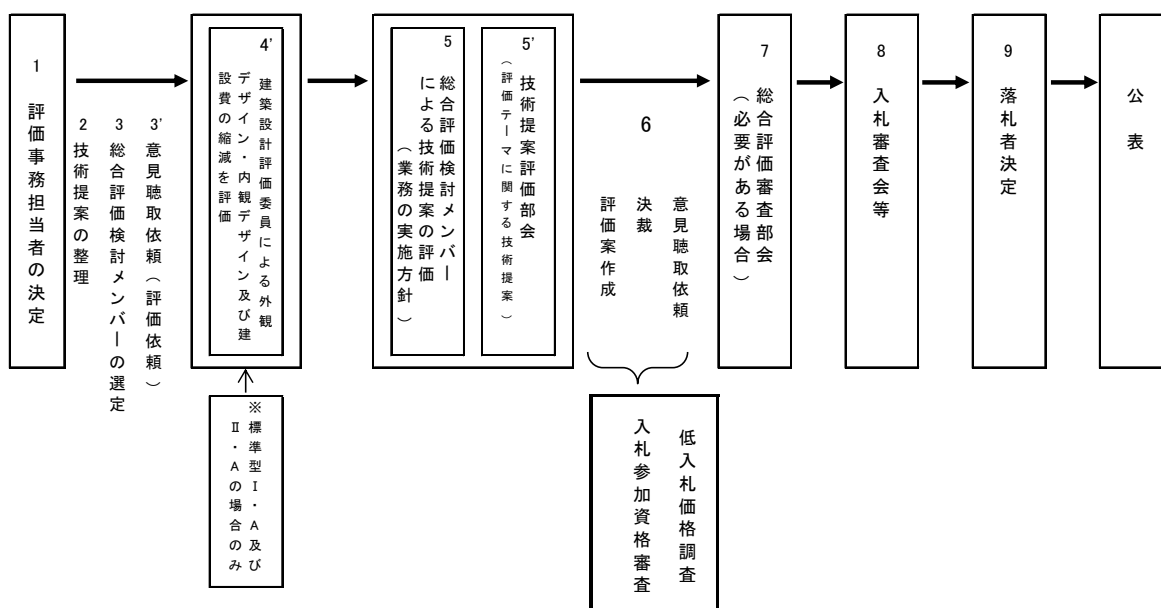 1　評価事務担当者の決定
2　技術提案の整理
3　総合評価検討メンバーの選定
3'　意見聴取依頼（評価依頼）
4'　建築設計評価委員による外観
デザイン・内観デザイン及び建
設費の縮減を評価
※標準型Ⅰ・A及び
Ⅱ・Aの場合のみ
5　総合評価検討メンバー
による技術提案の評価
（業務の実施方針）
5'　技術提案評価部会
（評価テーマに関する技術提案）
6
評価案作成
決裁
意見聴取依頼
入札参加資格審査
低入札価格調査
7　総合評価審査部会
（必要がある場合）
8　入札審査会等
9　落札者決定
公表